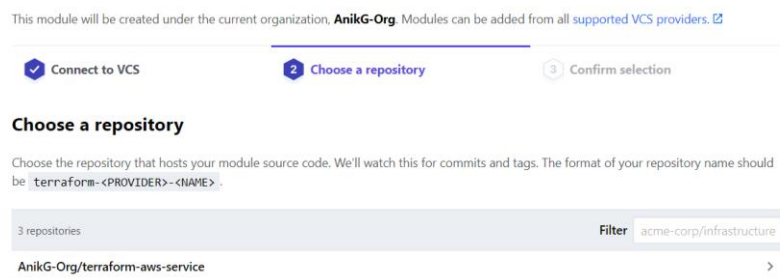 This module will be created under the current organization, AnikG-Org. Modules can be added from all supported VCS providers.
Connect to VCS
2 Choose a repository
3 Confirm selection
Choose a repository
Choose the repository that hosts your module source code. We'll watch this for commits and tags. The format of your repository name should
be terraform-<PROVIDER>-<NAME> .
3 repositories Filter acme-corp/infrastructure
AnikG-Org/terraform-aws-service